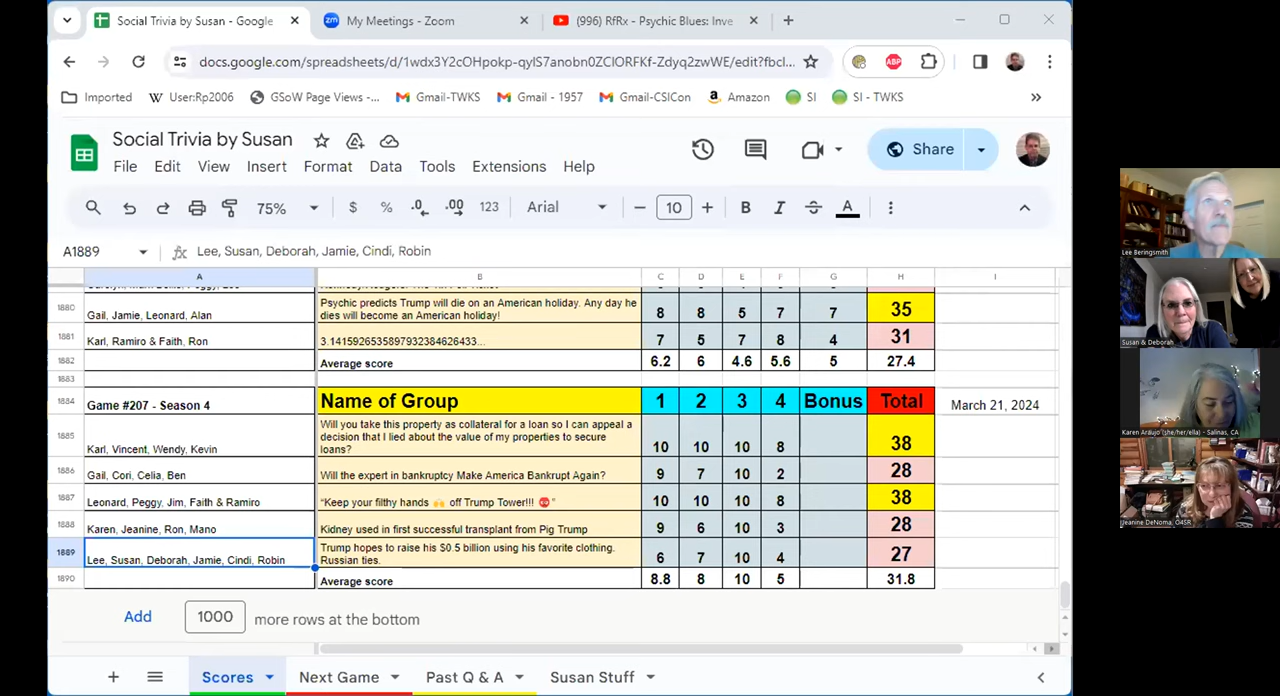 Social Trivia by Susan - Google
My Meetings - Zoom
(996) RfRx - Psychic Blues: Inve
docs.google.com/spreadsheets/d/1wdx3Y2cOHpokp-qylS7anobn0ZClORFKf-Zdyq2zwWE/edit?fbcl...
ABP
Imported
User:Rp2006
GSoW Page Views -...
Gmail-TWKS
Gmail - 1957
Gmail-CSICon
Amazon
SI
SI - TWKS
Social Trivia by Susan
File Edit View Insert Format Data Tools Extensions Help
Share
75% $ % .0 .00 123 Arial 10 B I A
A1889 fx Lee, Susan, Deborah, Jamie, Cindi, Robin
A B C D E F G H I
1880 Gail, Jamie, Leonard, Alan
Psychic predicts Trump will die on an American holiday. Any day he
dies will become an American holiday!
8 8 5 7 7 35
1881 Karl, Ramiro & Faith, Ron 3.1415926535897932384626433... 7 5 7 8 4 31
1882 Average score 6.2 6 4.6 5.6 5 27.4
1883
1884 Game #207 - Season 4 Name of Group 1 2 3 4 Bonus Total March 21, 2024
1885 Karl, Vincent, Wendy, Kevin
Will you take this property as collateral for a loan so I can appeal a
decision that I lied about the value of my properties to secure
loans?
10 10 10 8 38
1886 Gail, Cori, Celia, Ben Will the expert in bankruptcy Make America Bankrupt Again? 9 7 10 2 28
1887 Leonard, Peggy, Jim, Faith & Ramiro "Keep your filthy hands 🙌 off Trump Tower!!! " 10 10 10 8 38
1888 Karen, Jeanine, Ron, Mano Kidney used in first successful transplant from Pig Trump 9 6 10 3 28
1889 Lee, Susan, Deborah, Jamie, Cindi, Robin
Trump hopes to raise his $0.5 billion using his favorite clothing.
Russian ties.
6 7 10 4 27
1890 Average score 8.8 8 10 5 31.8
Add 1000 more rows at the bottom
Scores
Next Game
Past Q & A
Susan Stuff
Lee Beringsmith
Susan & Deborah
Karen Araujo (she/her/ella) - Salinas, CA
Jeanine DeNoma, O4SR